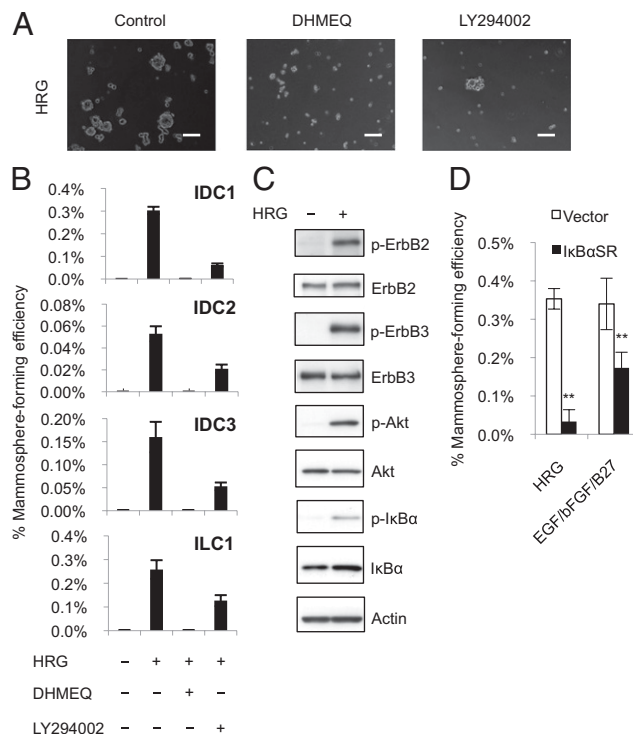 A
Control
DHMEQ
LY294002
HRG
B
% Mammosphere-forming efficiency
0.4%
0.3%
0.2%
0.1%
0.0%
IDC1
0.08%
0.06%
0.04%
0.02%
0.00%
IDC2
0.20%
0.15%
0.10%
0.05%
0.00%
IDC3
0.4%
0.3%
0.2%
0.1%
0.0%
ILC1
HRG – + + +
DHMEQ – – + –
LY294002 – – – +
C
HRG – +
p-ErbB2
ErbB2
p-ErbB3
ErbB3
p-Akt
Akt
p-IκBα
IκBα
Actin
D
Vector
IκBαSR
% Mammosphere-forming efficiency
0.5%
0.4%
0.3%
0.2%
0.1%
0.0%
**
**
HRG
EGF/bFGF/B27